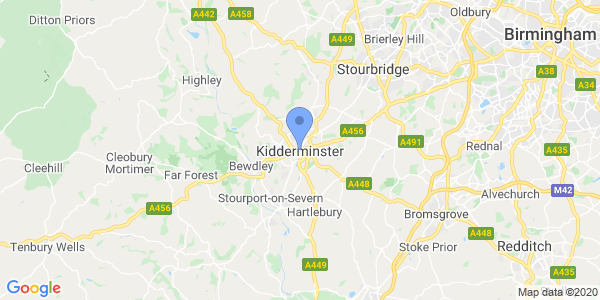 Ditton Priors
A442
A458
Oldbury
A449
Brierley Hill
Birmingham
Stourbridge
A38
Highley
A34
A456
Kidderminster
A491
Rednal
A435
Cleobury
Mortimer
Cleehill
Bewdley
Far Forest
A448
Alvechurch
M42
Stourport-on-Severn
A456
Hartlebury
Bromsgrove
A448
Tenbury Wells
Stoke Prior
Redditch
A449
A435
Google
Map data ©2020